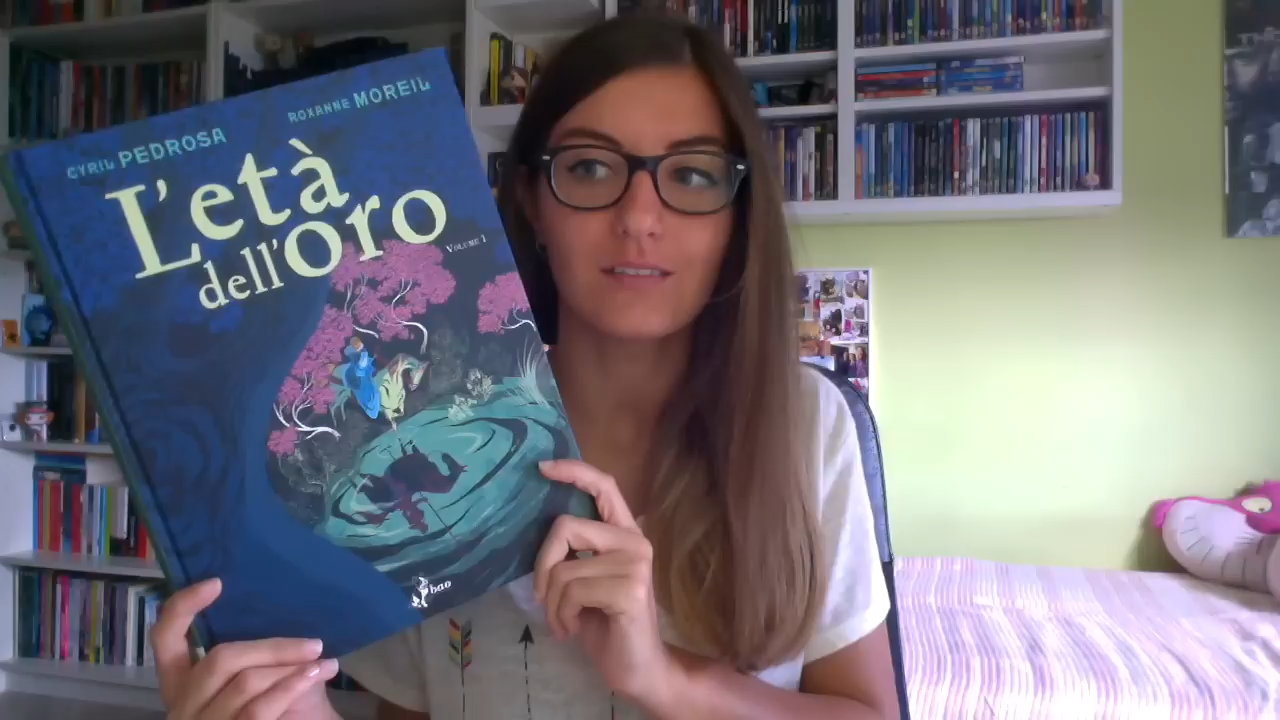 CYRIL PEDROSA
ROXANNE MOREIL
L'età
dell'oro
VOLUME 1
bao